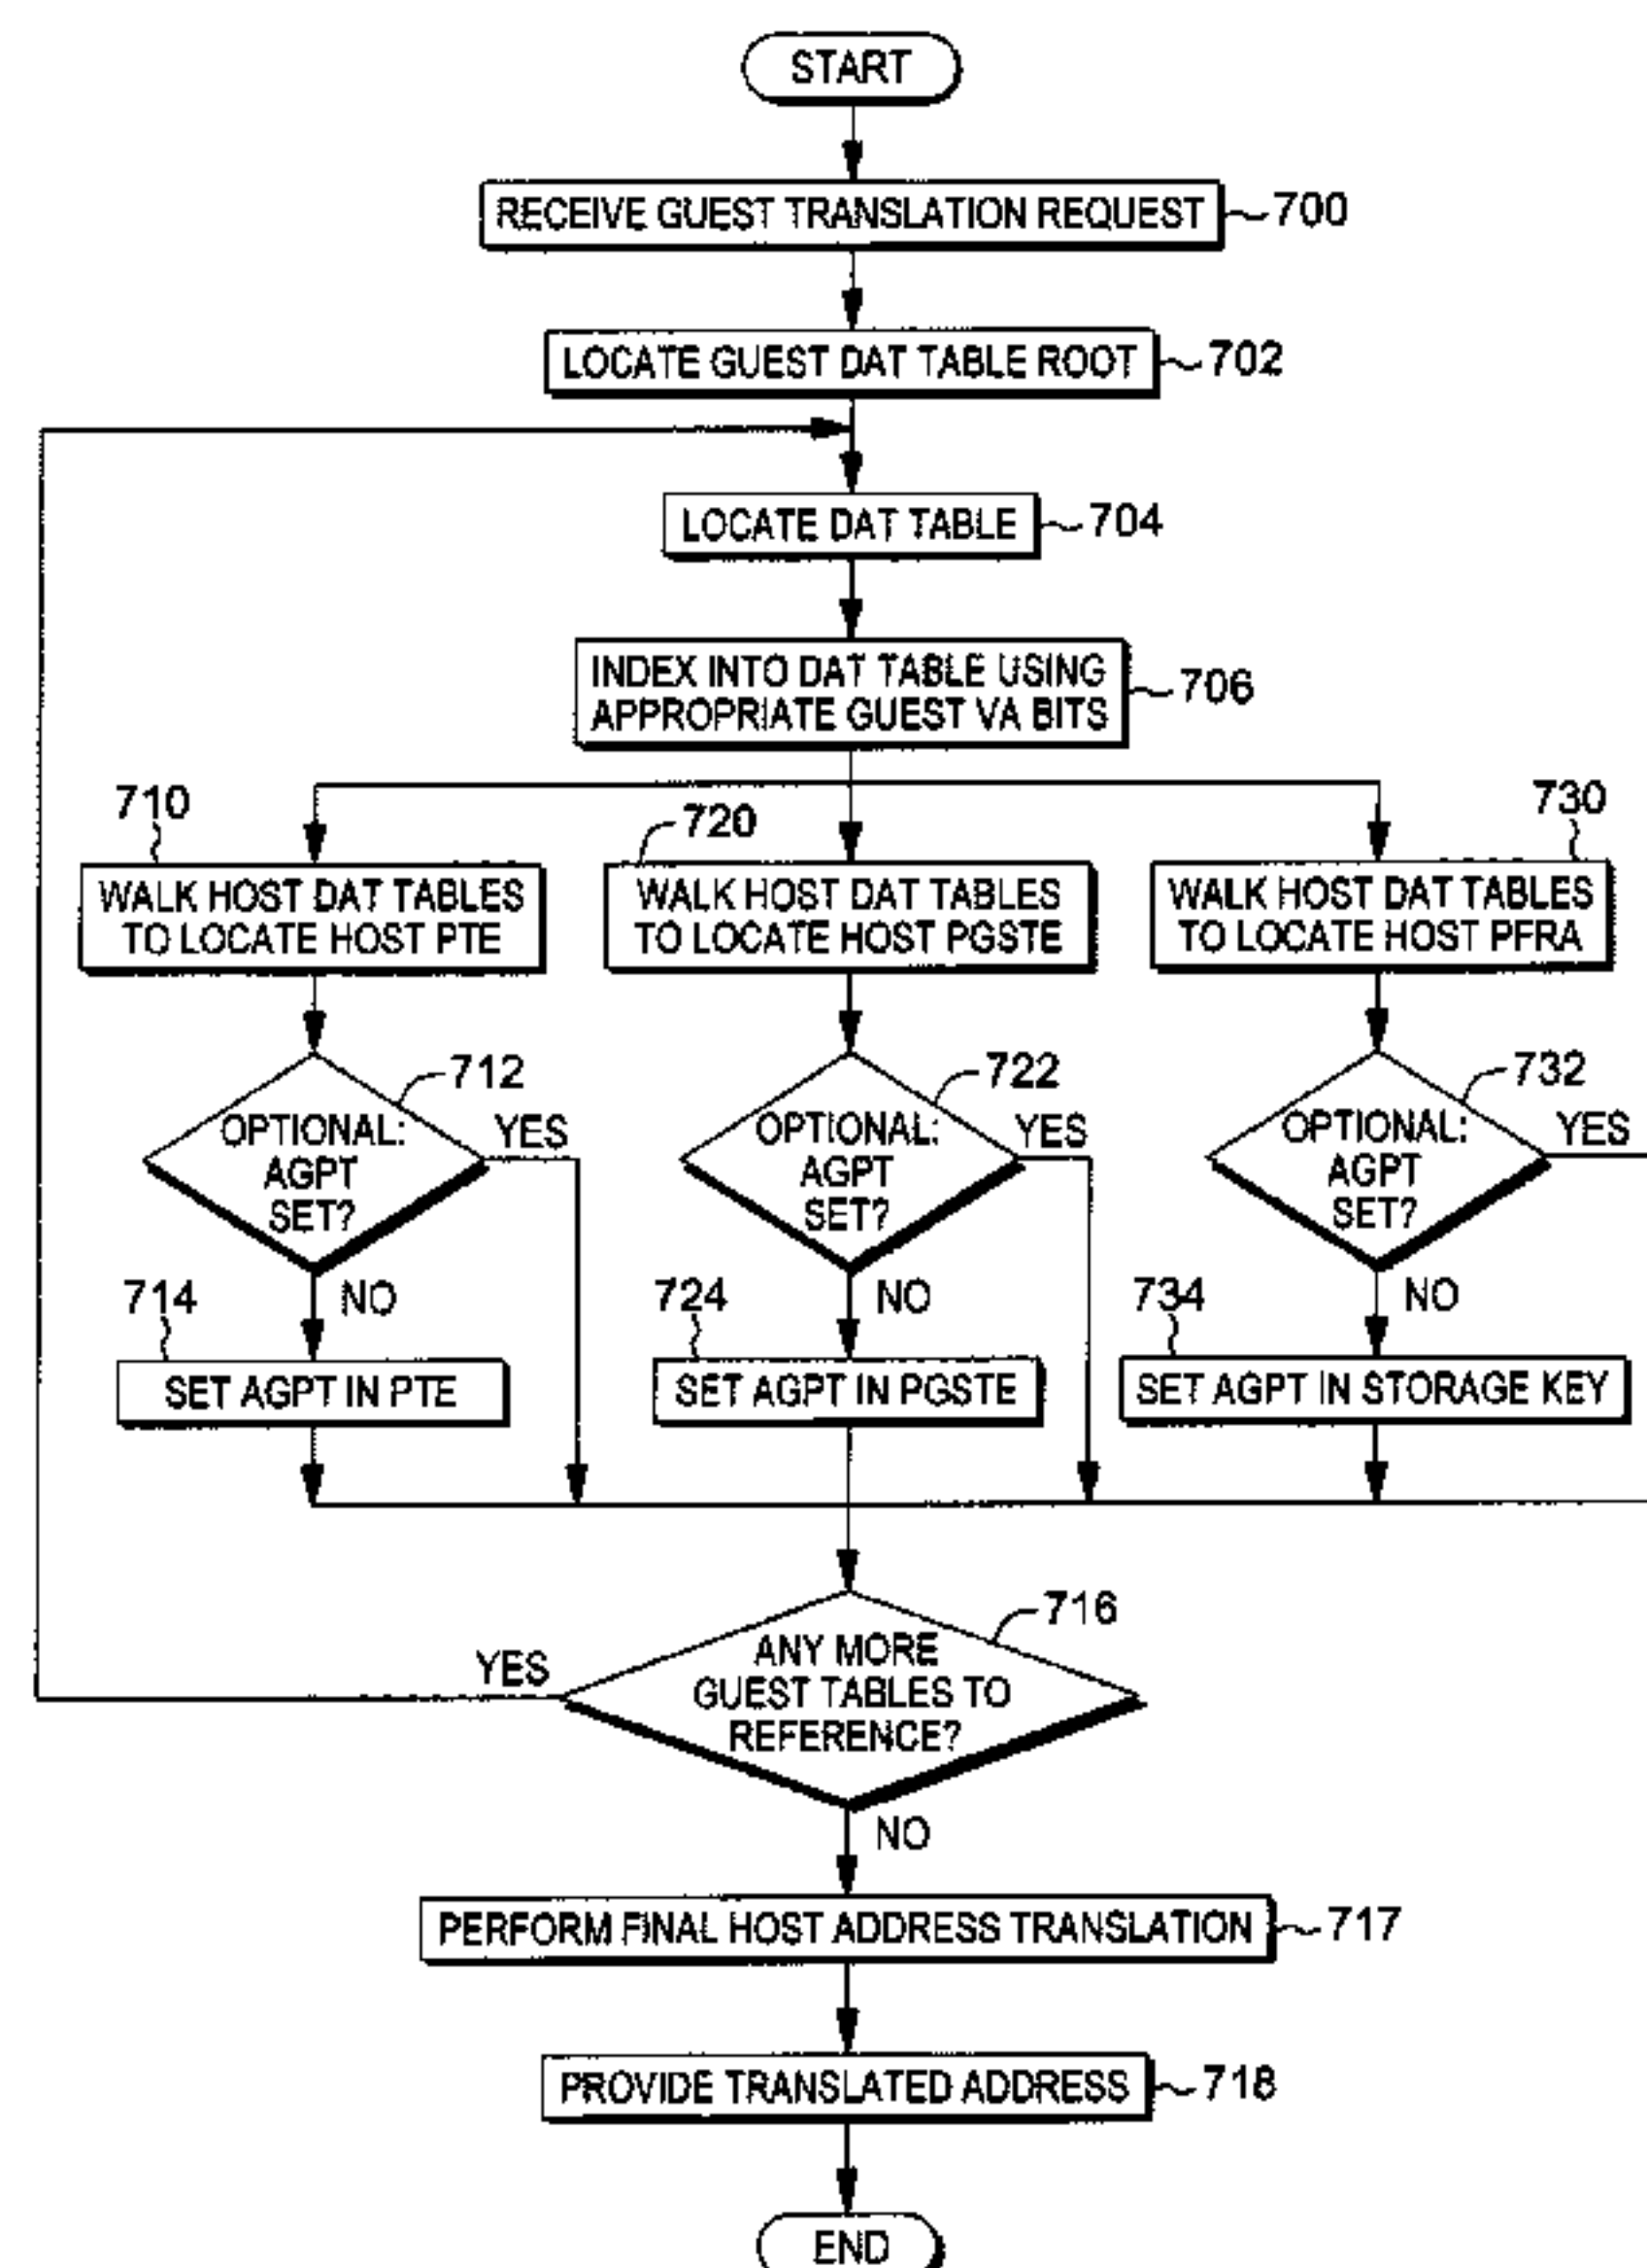 START
RECEIVE GUEST TRANSLATION REQUEST
700
LOCATE GUEST DAT TABLE ROOT
702
LOCATE DAT TABLE
704
INDEX INTO DAT TABLE USING
APPROPRIATE GUEST VA BITS
706
710
WALK HOST DAT TABLES
TO LOCATE HOST PTE
720
WALK HOST DAT TABLES
TO LOCATE HOST PGSTE
730
WALK HOST DAT TABLES
TO LOCATE HOST PFRA
712
OPTIONAL:
AGPT
SET?
YES
NO
722
OPTIONAL:
AGPT
SET?
YES
NO
732
OPTIONAL:
AGPT
SET?
YES
NO
714
SET AGPT IN PTE
724
SET AGPT IN PGSTE
734
SET AGPT IN STORAGE KEY
716
ANY MORE
GUEST TABLES TO
REFERENCE?
YES
NO
PERFORM FINAL HOST ADDRESS TRANSLATION
717
PROVIDE TRANSLATED ADDRESS
718
END